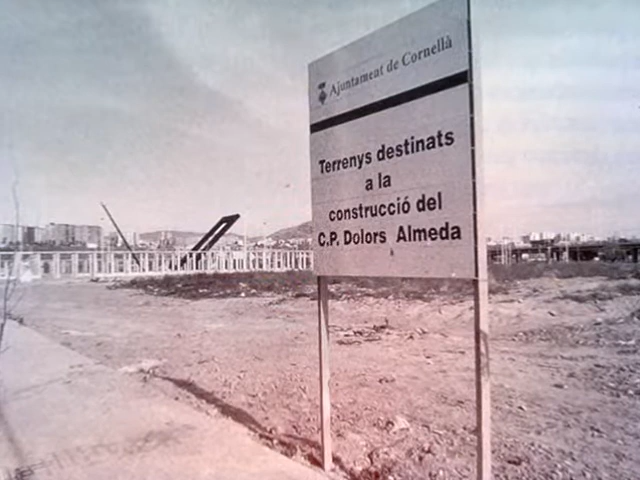 Ajuntament de Cornellà
Terrenys destinats
a la
construcció del
C.P. Dolors Almeda